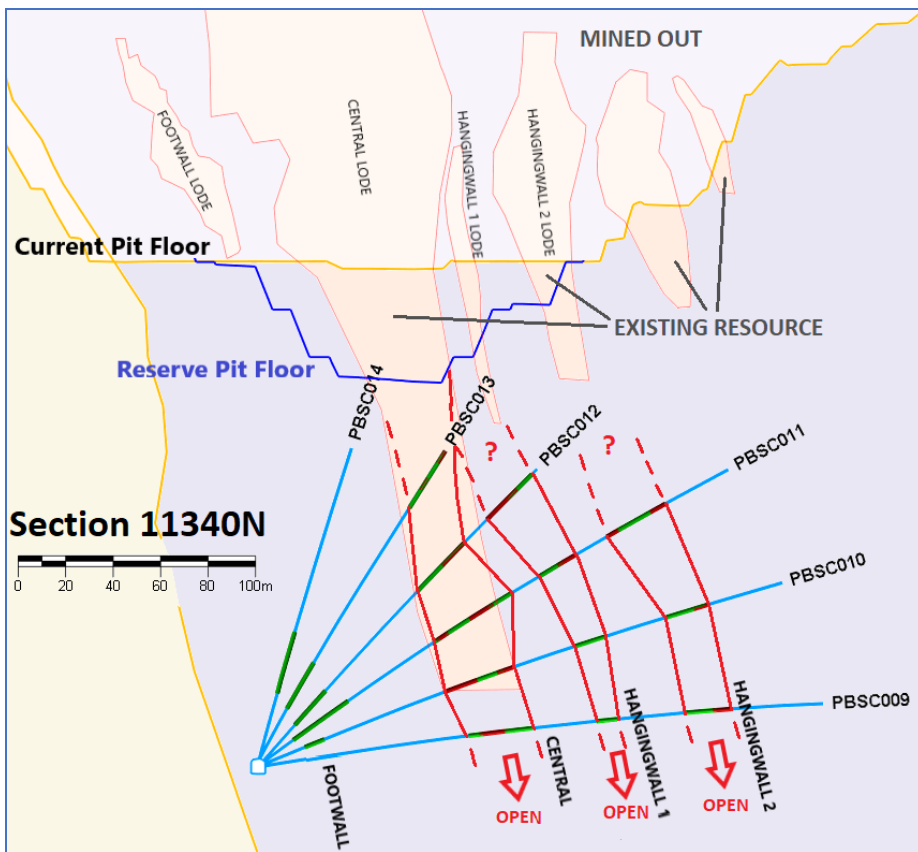 MINED OUT
FOOTWALL LODE
CENTRAL LODE
HANGINGWALL 1 LODE
HANGINGWALL 2 LODE
Current Pit Floor
EXISTING RESOURCE
Reserve Pit Floor
PBSC014
PBSC013
PBSC012
PBSC011
?
?
Section 11340N
0 20 40 60 80 100m
PBSC010
PBSC009
FOOTWALL
CENTRAL
HANGINGWALL 1
HANGINGWALL 2
OPEN
OPEN
OPEN